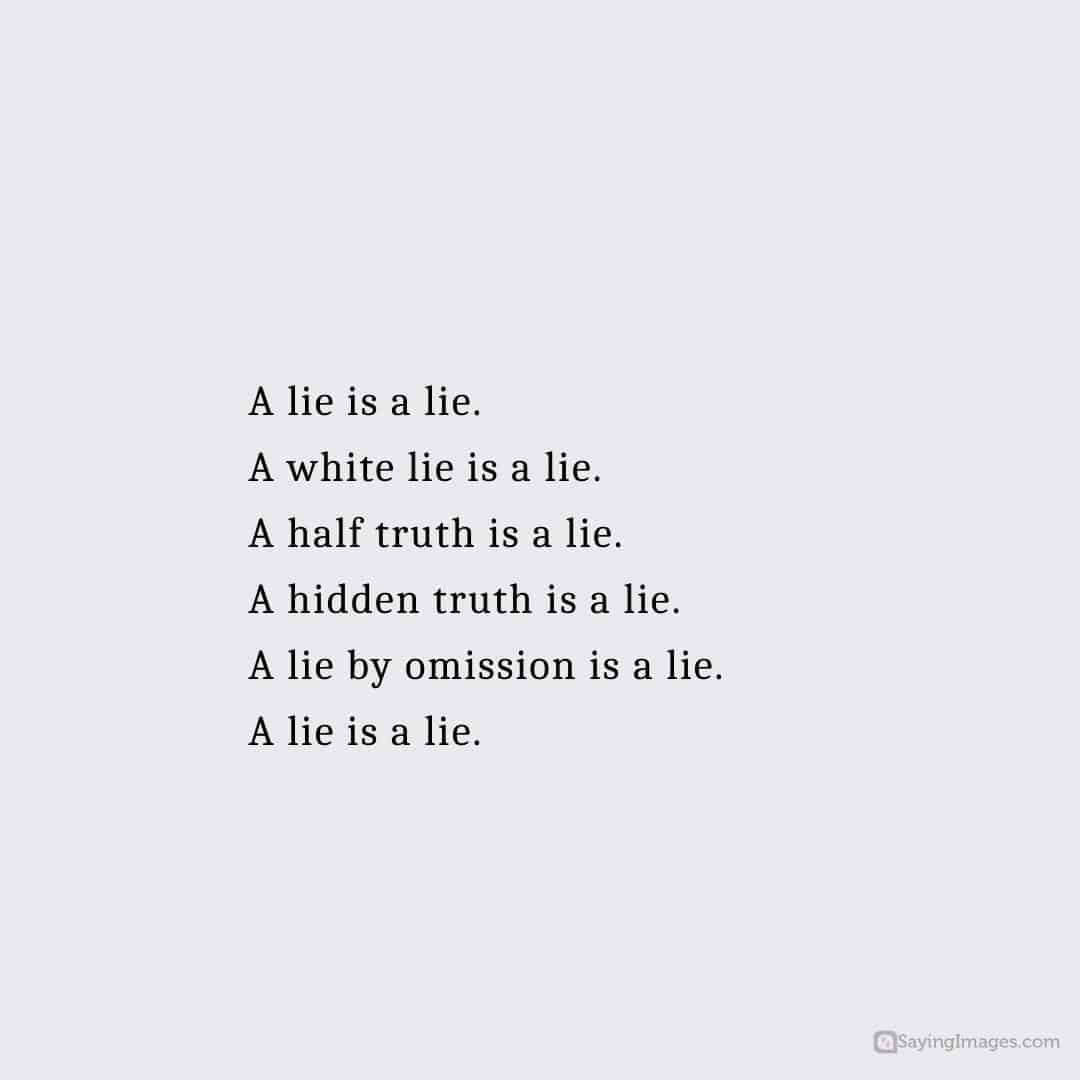 A lie is a lie.
A white lie is a lie.
A half truth is a lie.
A hidden truth is a lie.
A lie by omission is a lie.
A lie is a lie.
SayingImages.com